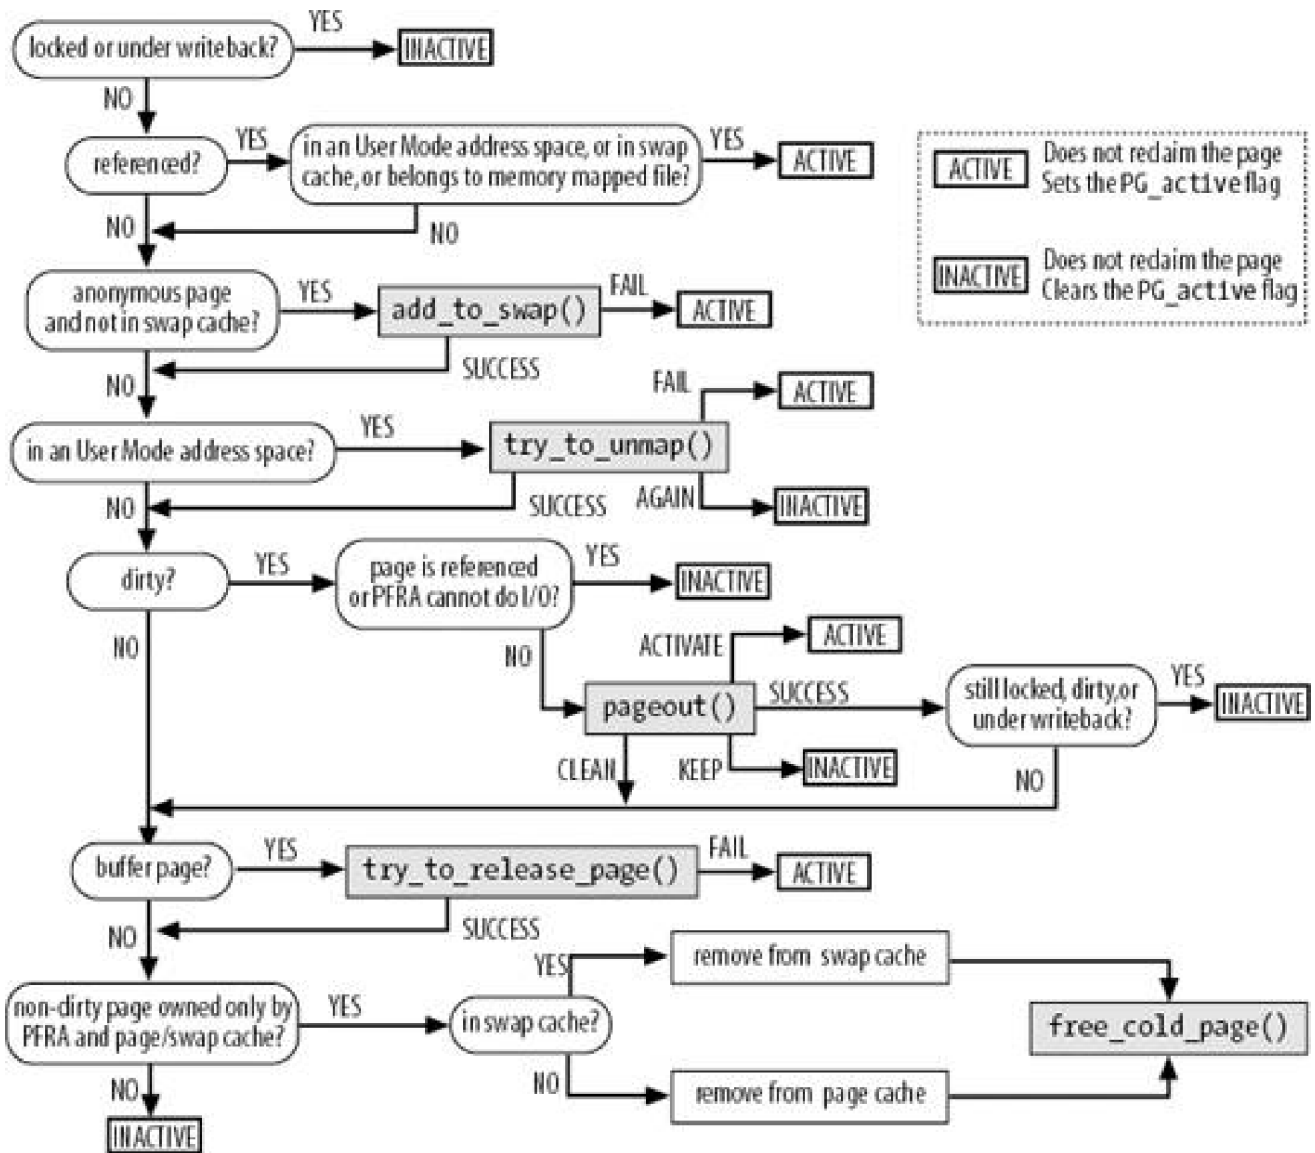 YES
locked or under writeback?
INACTIVE
NO
referenced?
YES
in an User Mode address space, or in swap
cache, or belongs to memory mapped file?
YES
ACTIVE
NO
NO
ACTIVE
Does not reclaim the page
Sets the PG_active flag
INACTIVE
Does not reclaim the page
Clears the PG_active flag
anonymous page
and not in swap cache?
YES
add_to_swap()
FAIL
ACTIVE
NO
SUCCESS
in an User Mode address space?
YES
try_to_unmap()
FAIL
ACTIVE
AGAIN
INACTIVE
NO
SUCCESS
dirty?
YES
page is referenced
or PFRA cannot do I/O?
YES
INACTIVE
NO
NO
pageout()
ACTIVATE
ACTIVE
SUCCESS
still locked, dirty, or
under writeback?
YES
INACTIVE
CLEAN
KEEP
INACTIVE
NO
buffer page?
YES
try_to_release_page()
FAIL
ACTIVE
NO
SUCCESS
non-dirty page owned only by
PFRA and page/swap cache?
YES
in swap cache?
YES
remove from swap cache
free_cold_page()
NO
remove from page cache
NO
INACTIVE